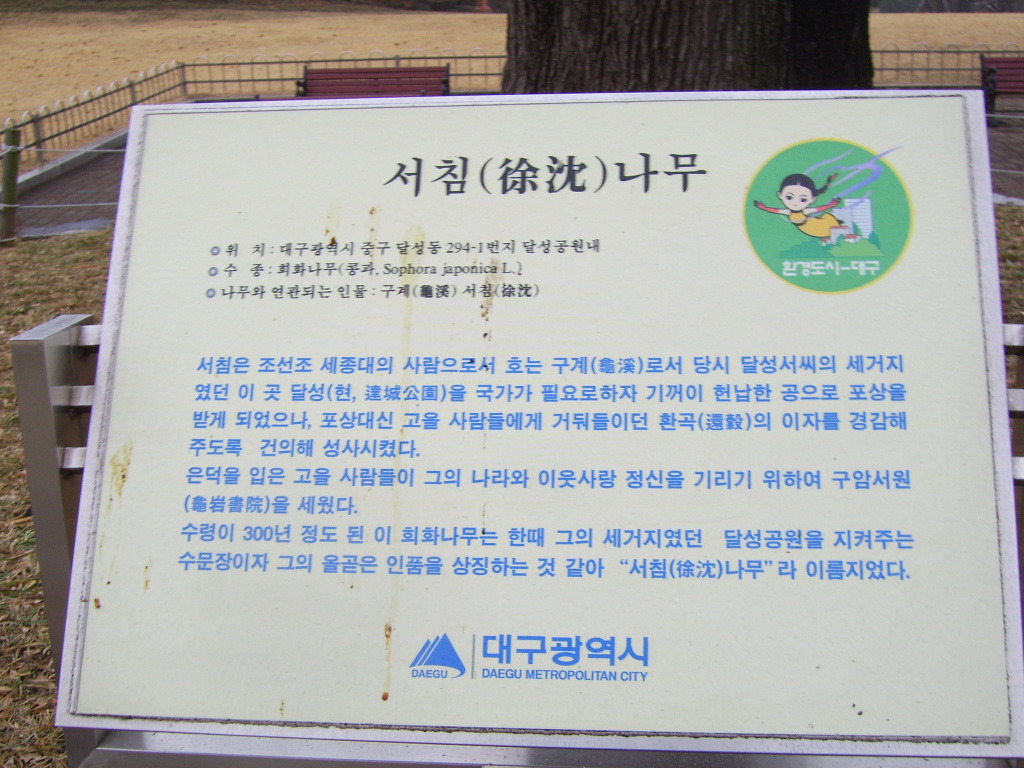 서침(徐沈)나무
환경도시-대구
◎ 위 치 : 대구광역시 중구 달성동 294-1번지 달성공원내
◎ 수 종 : 회화나무(콩과, Sophora japonica L.)
◎ 나무와 연관되는 인물 : 구계(龜溪) 서침(徐沈)
서침은 조선조 세종대의 사람으로서 호는 구계(龜溪)로서 당시 달성서씨의 세거지
였던 이 곳 달성(현, 達城公園)을 국가가 필요로하자 기꺼이 헌납한 공으로 포상을
받게 되었으나, 포상대신 고을 사람들에게 거둬들이던 환곡(還穀)의 이자를 경감해
주도록 건의해 성사시켰다.
은덕을 입은 고을 사람들이 그의 나라와 이웃사랑 정신을 기리기 위하여 구암서원
(龜岩書院)을 세웠다.
수령이 300년 정도 된 이 회화나무는 한때 그의 세거지였던 달성공원을 지켜주는
수문장이자 그의 올곧은 인품을 상징하는 것 같아 “서침(徐沈)나무”라 이름지었다.
DAEGU
대구광역시
DAEGU METROPOLITAN CITY